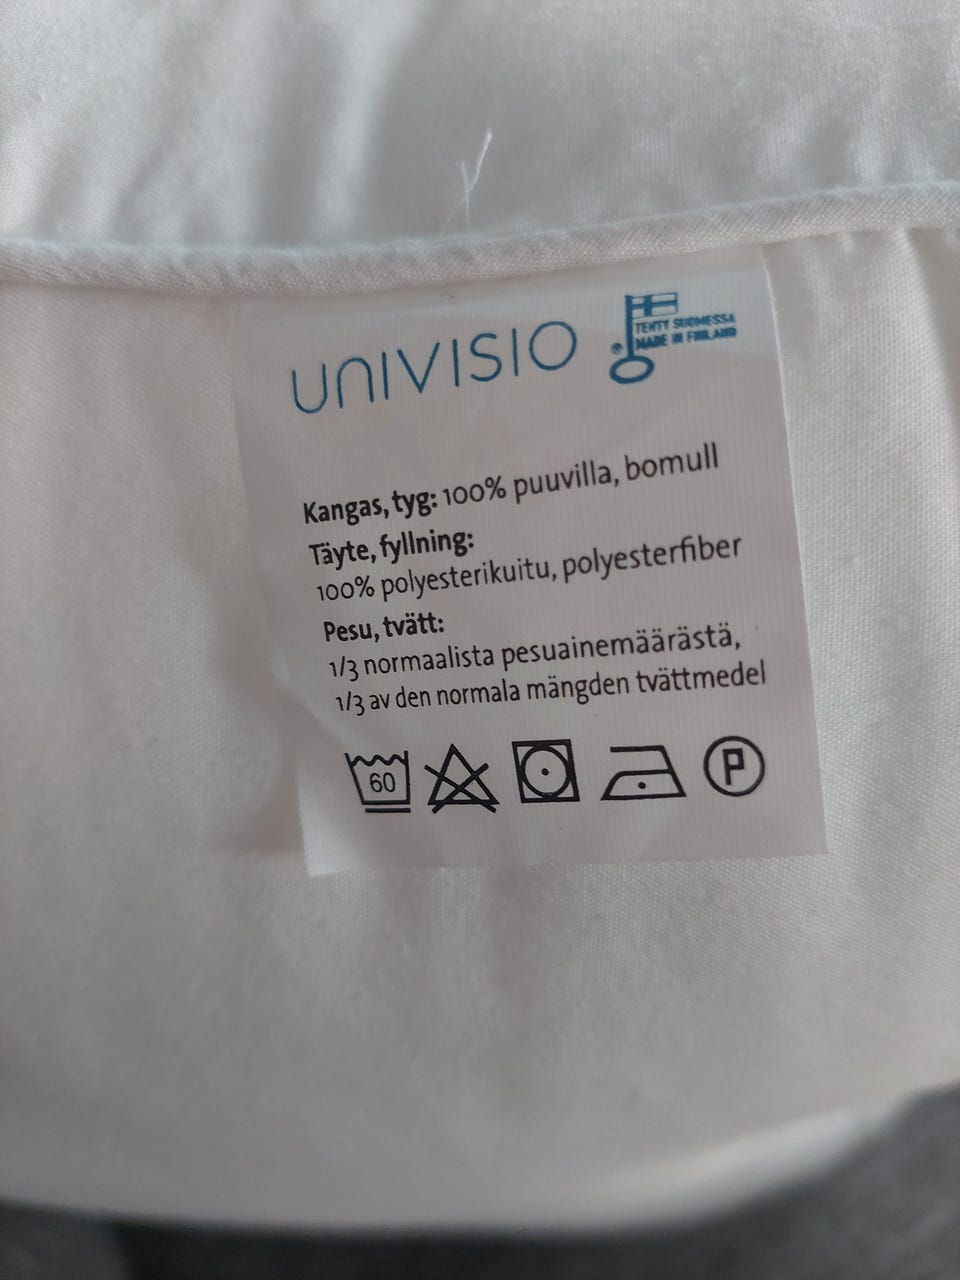 UNIVISIO
TEHTY SUOMESSA
MADE IN FINLAND
Kangas, tyg: 100% puuvilla, bomull
Täyte, fyllning:
100% polyesterikuitu, polyesterfiber
Pesu, tvätt:
1/3 normaalista pesuainemäärästä,
1/3 av den normala mängden tvättmedel
60 P